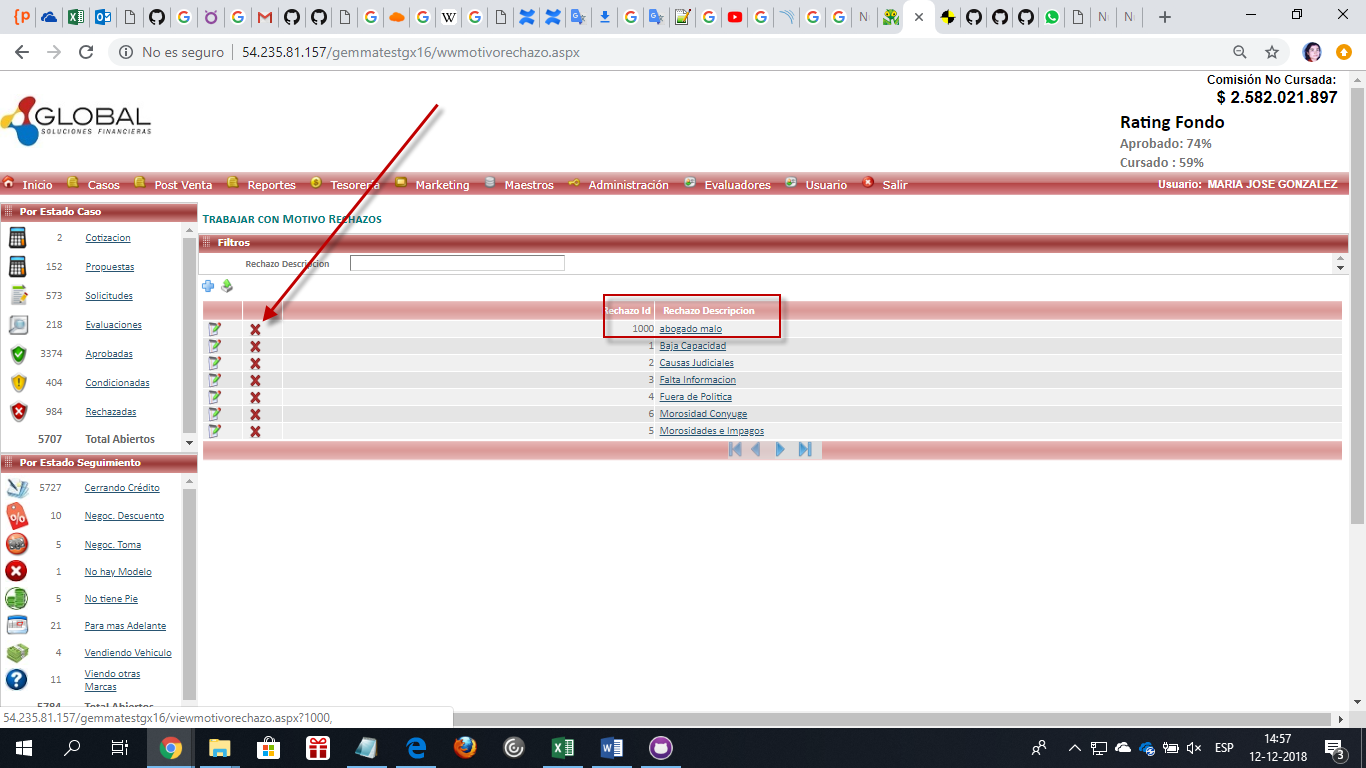 No es seguro
54.235.81.157/gemmatestgx16/wwmotivorechazo.aspx
Comisión No Cursada:
$ 2.582.021.897
GLOBAL
SOLUCIONES FINANCIERAS
Rating Fondo
Aprobado: 74%
Cursado : 59%
Inicio Casos Post Venta Reportes Tesorería Marketing Maestros Administración Evaluadores Usuario Salir Usuario: MARIA JOSE GONZALEZ
Por Estado Caso
2 Cotizacion
152 Propuestas
573 Solicitudes
218 Evaluaciones
3374 Aprobadas
404 Condicionadas
984 Rechazadas
5707 Total Abiertos
Por Estado Seguimiento
5727 Cerrando Crédito
10 Negoc. Descuento
5 Negoc. Toma
1 No hay Modelo
5 No tiene Pie
21 Para mas Adelante
4 Vendiendo Vehiculo
11 Viendo otras
Marcas
5784 Total Abiertos
Trabajar con Motivo Rechazos
Filtros
Rechazo Descripcion
Rechazo Id Rechazo Descripcion
1000 abogado malo
1 Baja Capacidad
2 Causas Judiciales
3 Falta Informacion
4 Fuera de Politica
6 Morosidad Conyuge
5 Morosidades e Impagos
54.235.81.157/gemmatestgx16/viewmotivorechazo.aspx?1000,
ESP
14:57
12-12-2018
3